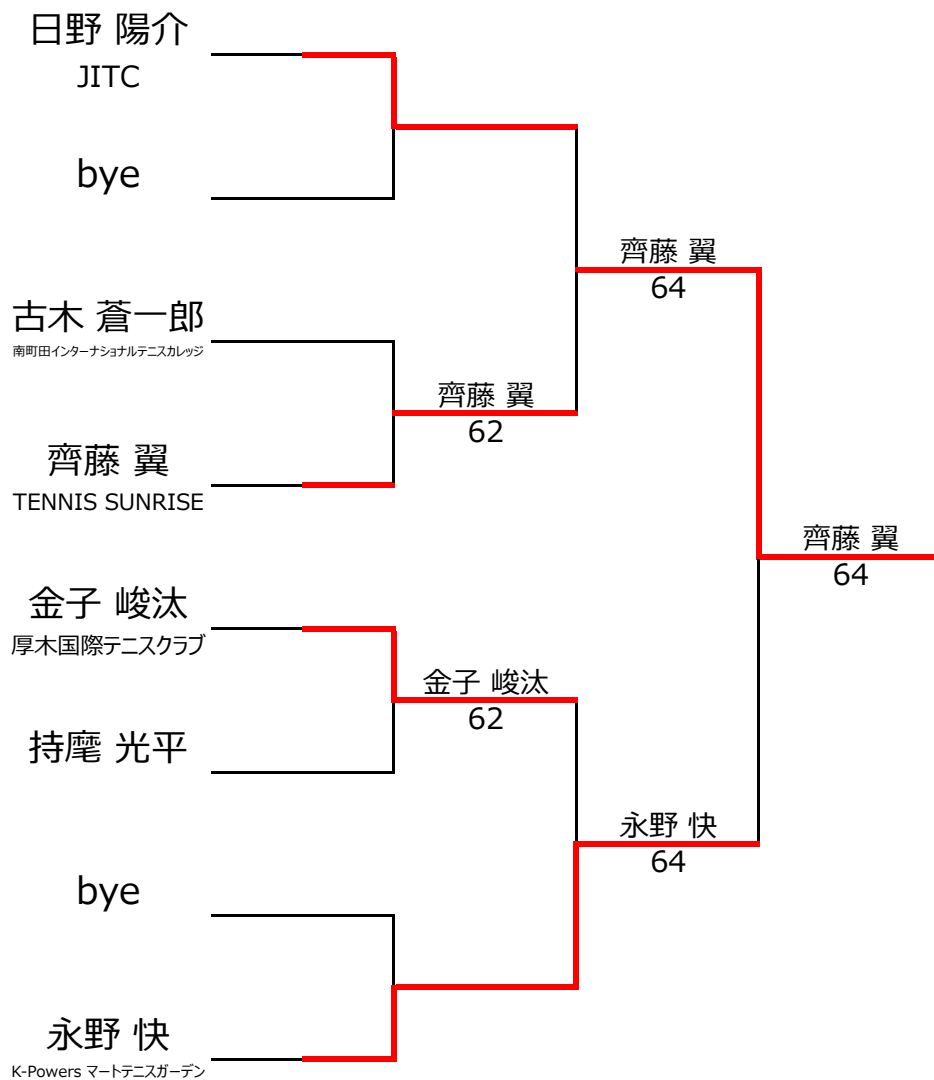 日野 陽介
JITC
bye
古木 蒼一郎
南町田インターナショナルテニスカレッジ
齊藤 翼
TENNIS SUNRISE
金子 峻汰
厚木国際テニスクラブ
持麾 光平
bye
永野 快
K-Powers マートテニスガーデン
齊藤 翼
62
金子 峻汰
62
齊藤 翼
64
永野 快
64
齊藤 翼
64